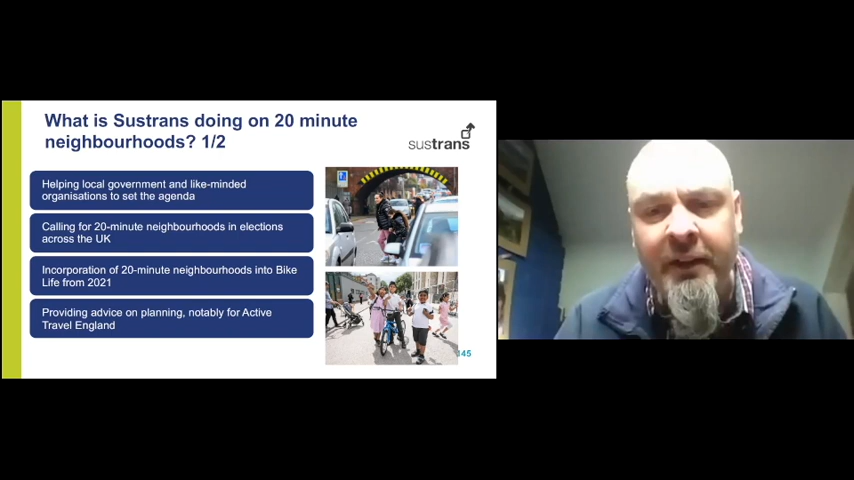 What is Sustrans doing on 20 minute
neighbourhoods? 1/2
sustrans
Helping local government and like-minded
organisations to set the agenda
Calling for 20-minute neighbourhoods in elections
across the UK
Incorporation of 20-minute neighbourhoods into Bike
Life from 2021
Providing advice on planning, notably for Active
Travel England
145